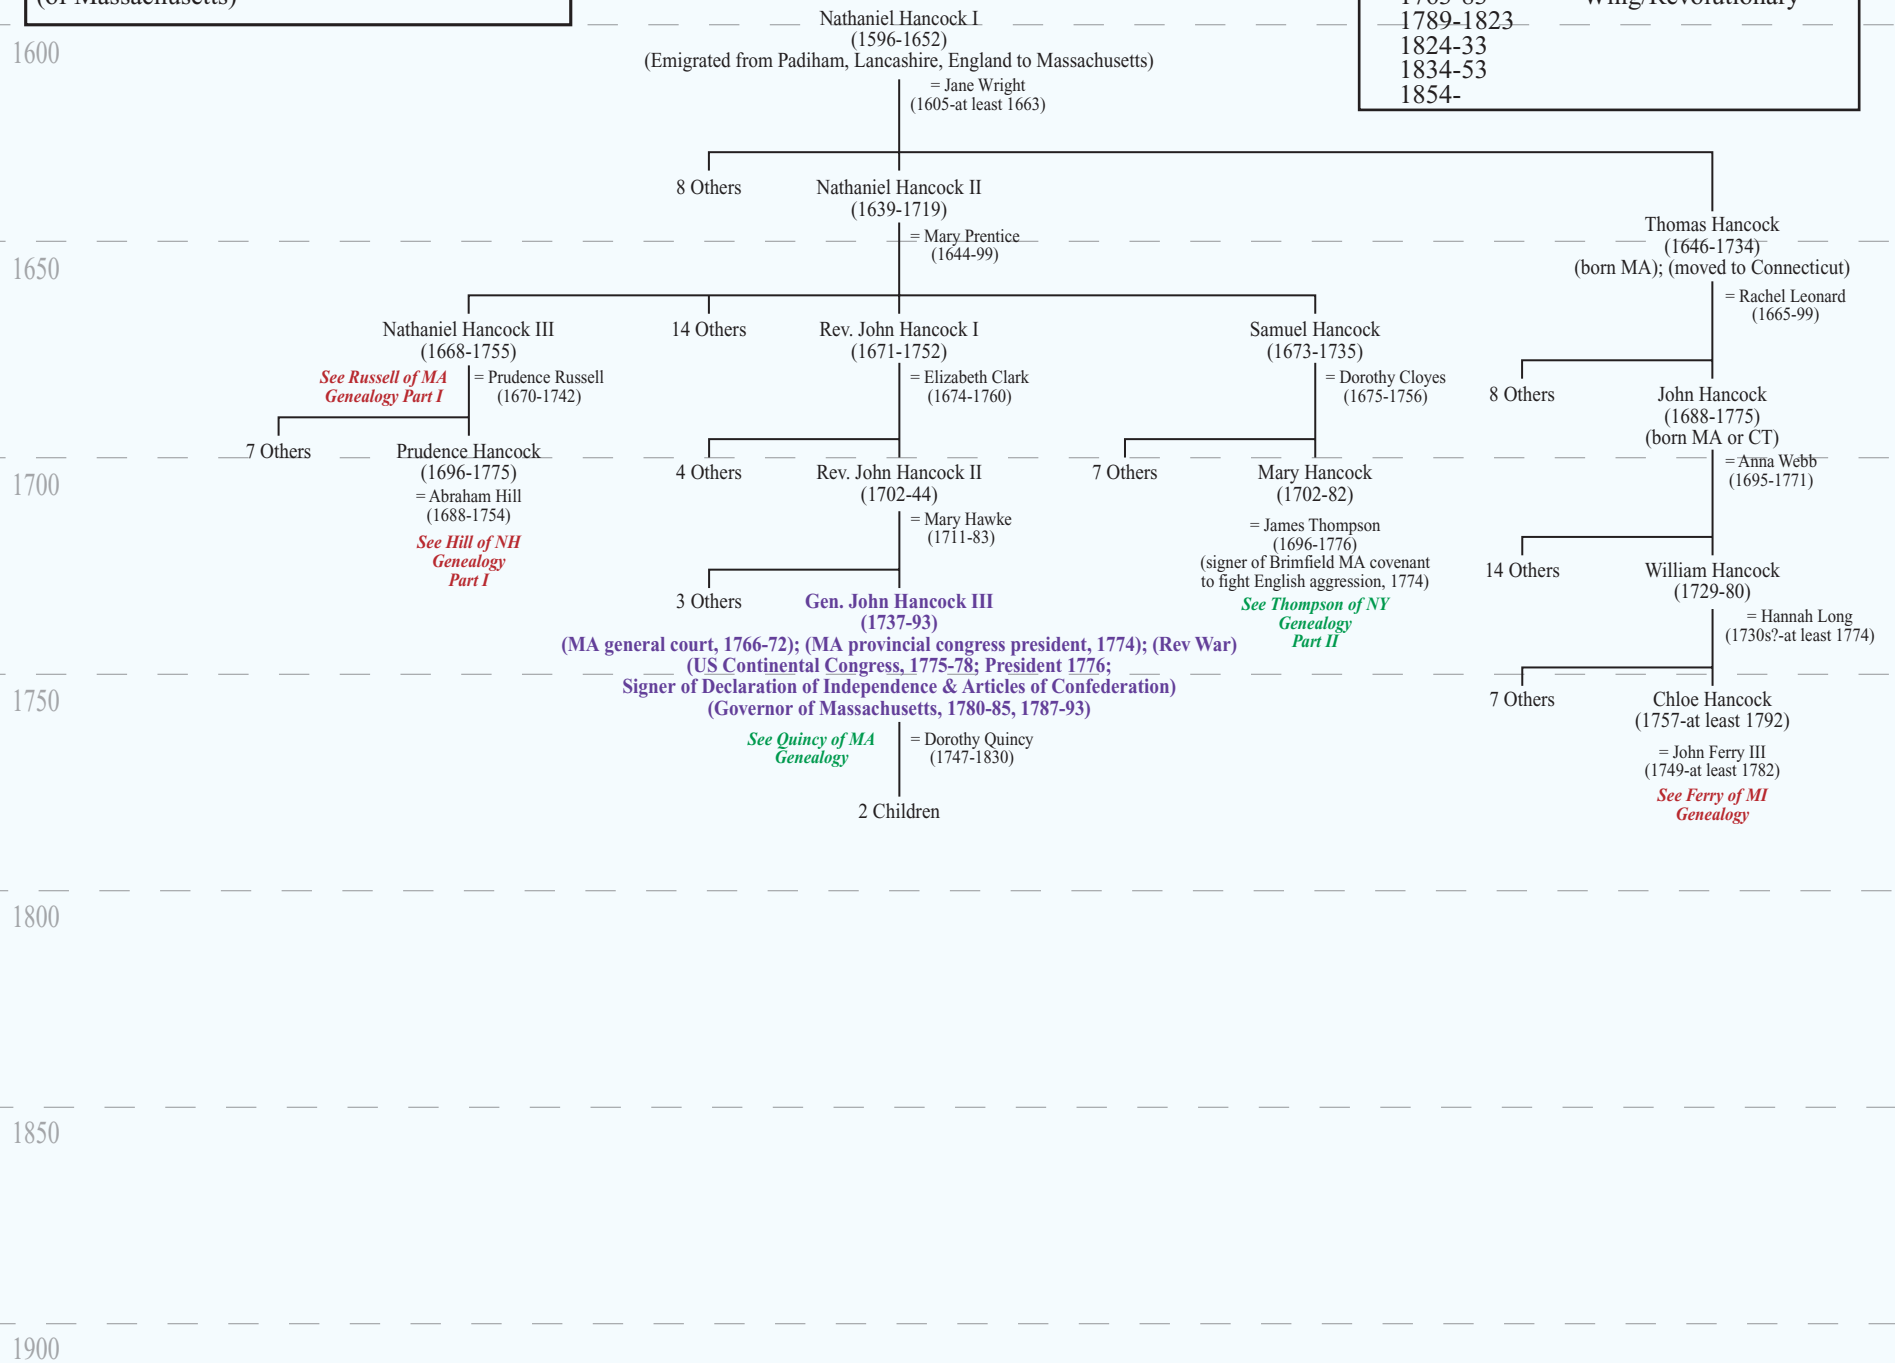 (of Massachusetts)
1765-83 Whig/Revolutionary
1789-1823
1824-33
1834-53
1854-
1600
Nathaniel Hancock I
(1596-1652)
(Emigrated from Padiham, Lancashire, England to Massachusetts)
= Jane Wright
(1605-at least 1663)
8 Others
Nathaniel Hancock II
(1639-1719)
= Mary Prentice
(1644-99)
Thomas Hancock
(1646-1734)
(born MA); (moved to Connecticut)
= Rachel Leonard
(1665-99)
1650
Nathaniel Hancock III
(1668-1755)
See Russell of MA
Genealogy Part I
= Prudence Russell
(1670-1742)
14 Others
Rev. John Hancock I
(1671-1752)
= Elizabeth Clark
(1674-1760)
Samuel Hancock
(1673-1735)
= Dorothy Cloyes
(1675-1756)
8 Others
John Hancock
(1688-1775)
(born MA or CT)
= Anna Webb
(1695-1771)
7 Others
Prudence Hancock
(1696-1775)
= Abraham Hill
(1688-1754)
See Hill of NH
Genealogy
Part I
1700
4 Others
Rev. John Hancock II
(1702-44)
= Mary Hawke
(1711-83)
7 Others
Mary Hancock
(1702-82)
= James Thompson
(1696-1776)
(signer of Brimfield MA covenant
to fight English aggression, 1774)
See Thompson of NY
Genealogy
Part II
14 Others
William Hancock
(1729-80)
= Hannah Long
(1730s?-at least 1774)
3 Others
Gen. John Hancock III
(1737-93)
(MA general court, 1766-72); (MA provincial congress president, 1774); (Rev War)
(US Continental Congress, 1775-78; President 1776;
Signer of Declaration of Independence & Articles of Confederation)
(Governor of Massachusetts, 1780-85, 1787-93)
See Quincy of MA
Genealogy
= Dorothy Quincy
(1747-1830)
2 Children
1750
7 Others
Chloe Hancock
(1757-at least 1792)
= John Ferry III
(1749-at least 1782)
See Ferry of MI
Genealogy
1800
1850
1900